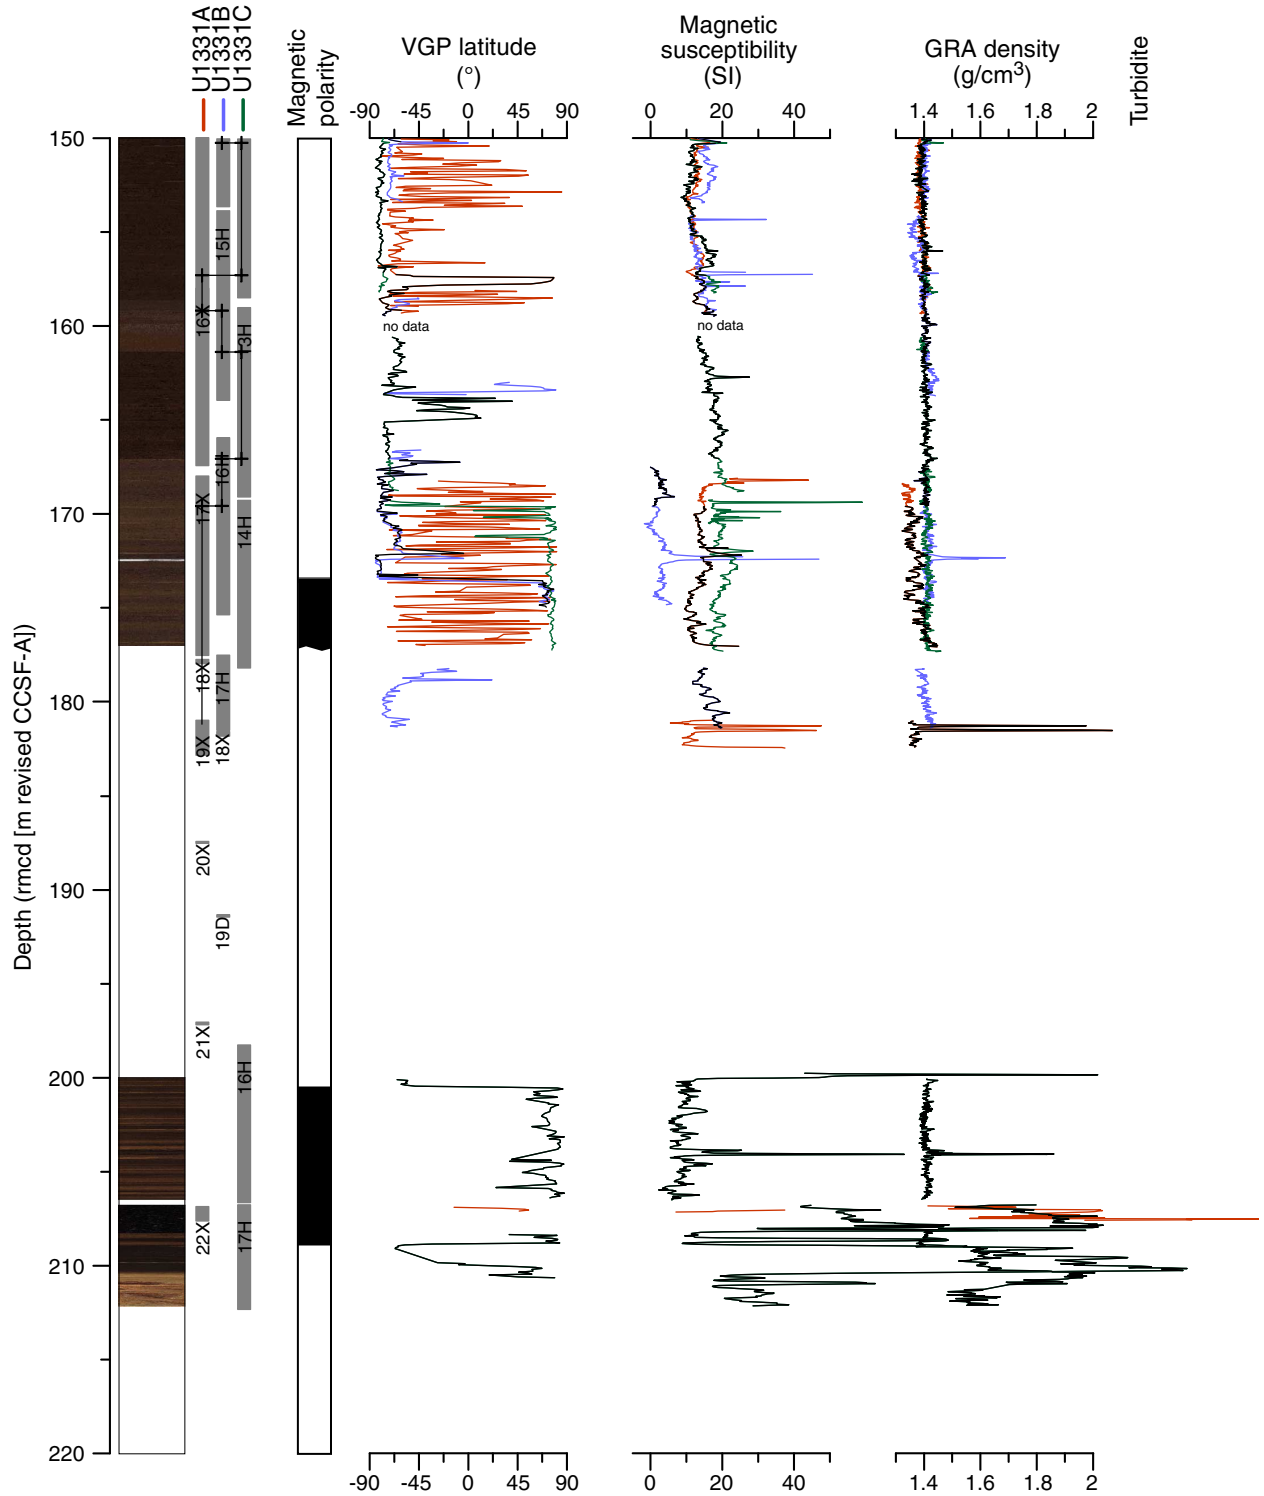 U1331A
U1331B
U1331C
Magnetic
polarity
VGP latitude
(°)
Magnetic
susceptibility
(SI)
GRA density
(g/cm3)
Turbidite
-90 -45 0 45 90
0 20 40
1.4 1.6 1.8 2
Depth (rmcd [m revised CCSF-A])
150
160
170
180
190
200
210
220
15H
16X
3H
no data
no data
16H
17X
14H
18X
17H
19X
18X
20X
19D
21X
16H
22X
17H
-90 -45 0 45 90
0 20 40
1.4 1.6 1.8 2